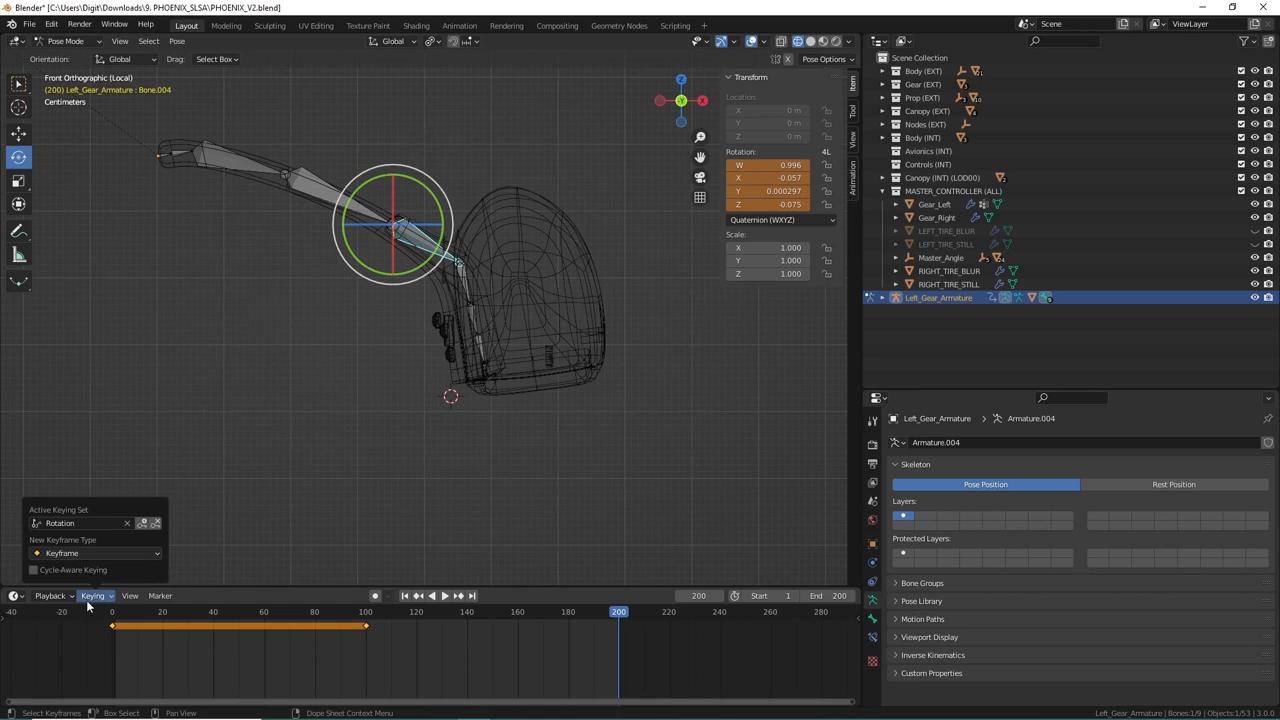 Blender* [C:\Users\Digit\Downloads\9. PHOENIX_SLSA\PHOENIX_V2.blend]
File Edit Render Window Help Layout Modeling Sculpting UV Editing Texture Paint Shading Animation Rendering Compositing Geometry Nodes Scripting Scene ViewLayer
Pose Mode View Select Pose Global
Orientation: Global Drag: Select Box X Pose Options
Front Orthographic (Local)
(200) Left_Gear_Armature : Bone.004
Centimeters
Z
-Y X
Transform
Location:
X 0 m
Y 0 m
Z 0 m
Rotation: 4L
W 0.996
X -0.057
Y 0.000297
Z -0.075
Quaternion (WXYZ)
Scale:
X 1.000
Y 1.000
Z 1.000
Item
Tool
View
Animation
Scene Collection
Body (EXT)
Gear (EXT)
Prop (EXT)
Canopy (EXT)
Nodes (EXT)
Body (INT)
Avionics (INT)
Controls (INT)
Canopy (INT) (LOD00)
MASTER_CONTROLLER (ALL)
Gear_Left
Gear_Right
LEFT_TIRE_BLUR
LEFT_TIRE_STILL
Master_Angle
RIGHT_TIRE_BLUR
RIGHT_TIRE_STILL
Left_Gear_Armature
Left_Gear_Armature Armature.004
Armature.004
Skeleton
Pose Position Rest Position
Layers:
Protected Layers:
Bone Groups
Pose Library
Motion Paths
Viewport Display
Inverse Kinematics
Custom Properties
Active Keying Set
Rotation
New Keyframe Type
Keyframe
Cycle-Aware Keying
Playback Keying View Marker 200 Start 1 End 200
-40 -20 0 20 40 60 80 100 120 140 160 180 200 220 240 260 280
Select Keyframes Box Select Pan View Dope Sheet Context Menu Left_Gear_Armature | Bones:1/9 | Objects:1/53 | 3.0.0